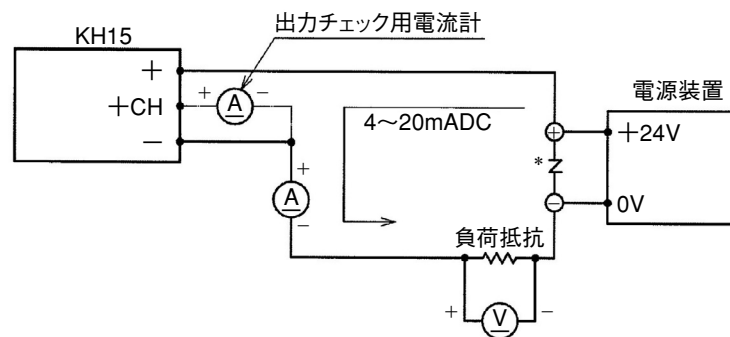 出力チェック用電流計
KH15
＋
＋CH
－
+ A －
4～20mADC
電源装置
＋24V
0V
＋
－
*
+
A
－
負荷抵抗
+ V －